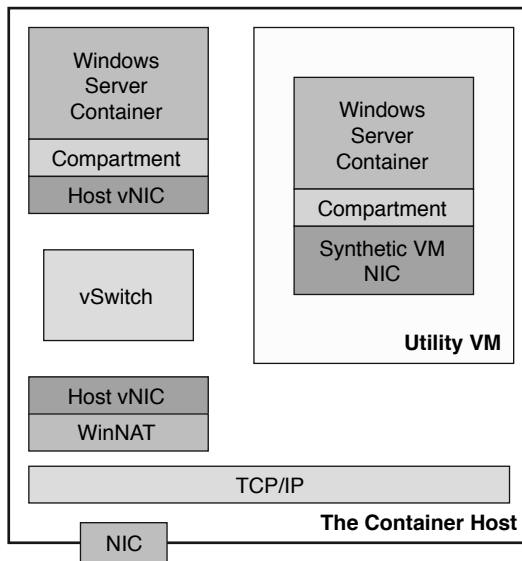 Windows
Server
Container
Compartment
Host vNIC
vSwitch
Host vNIC
WinNAT
Windows
Server
Container
Compartment
Synthetic VM
NIC
Utility VM
TCP/IP
The Container Host
NIC